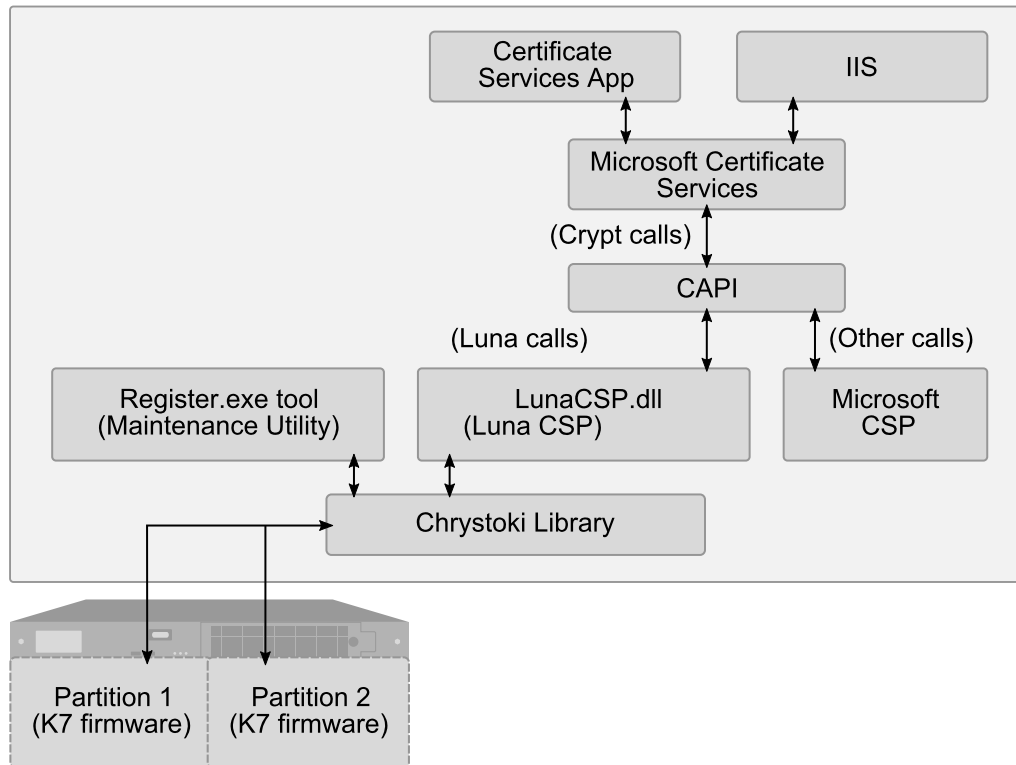 Certificate
Services App
IIS
Microsoft Certificate
Services
(Crypt calls)
CAPI
(Luna calls)
(Other calls)
Register.exe tool
(Maintenance Utility)
LunaCSP.dll
(Luna CSP)
Microsoft
CSP
Chrystoki Library
Partition 1
(K7 firmware)
Partition 2
(K7 firmware)